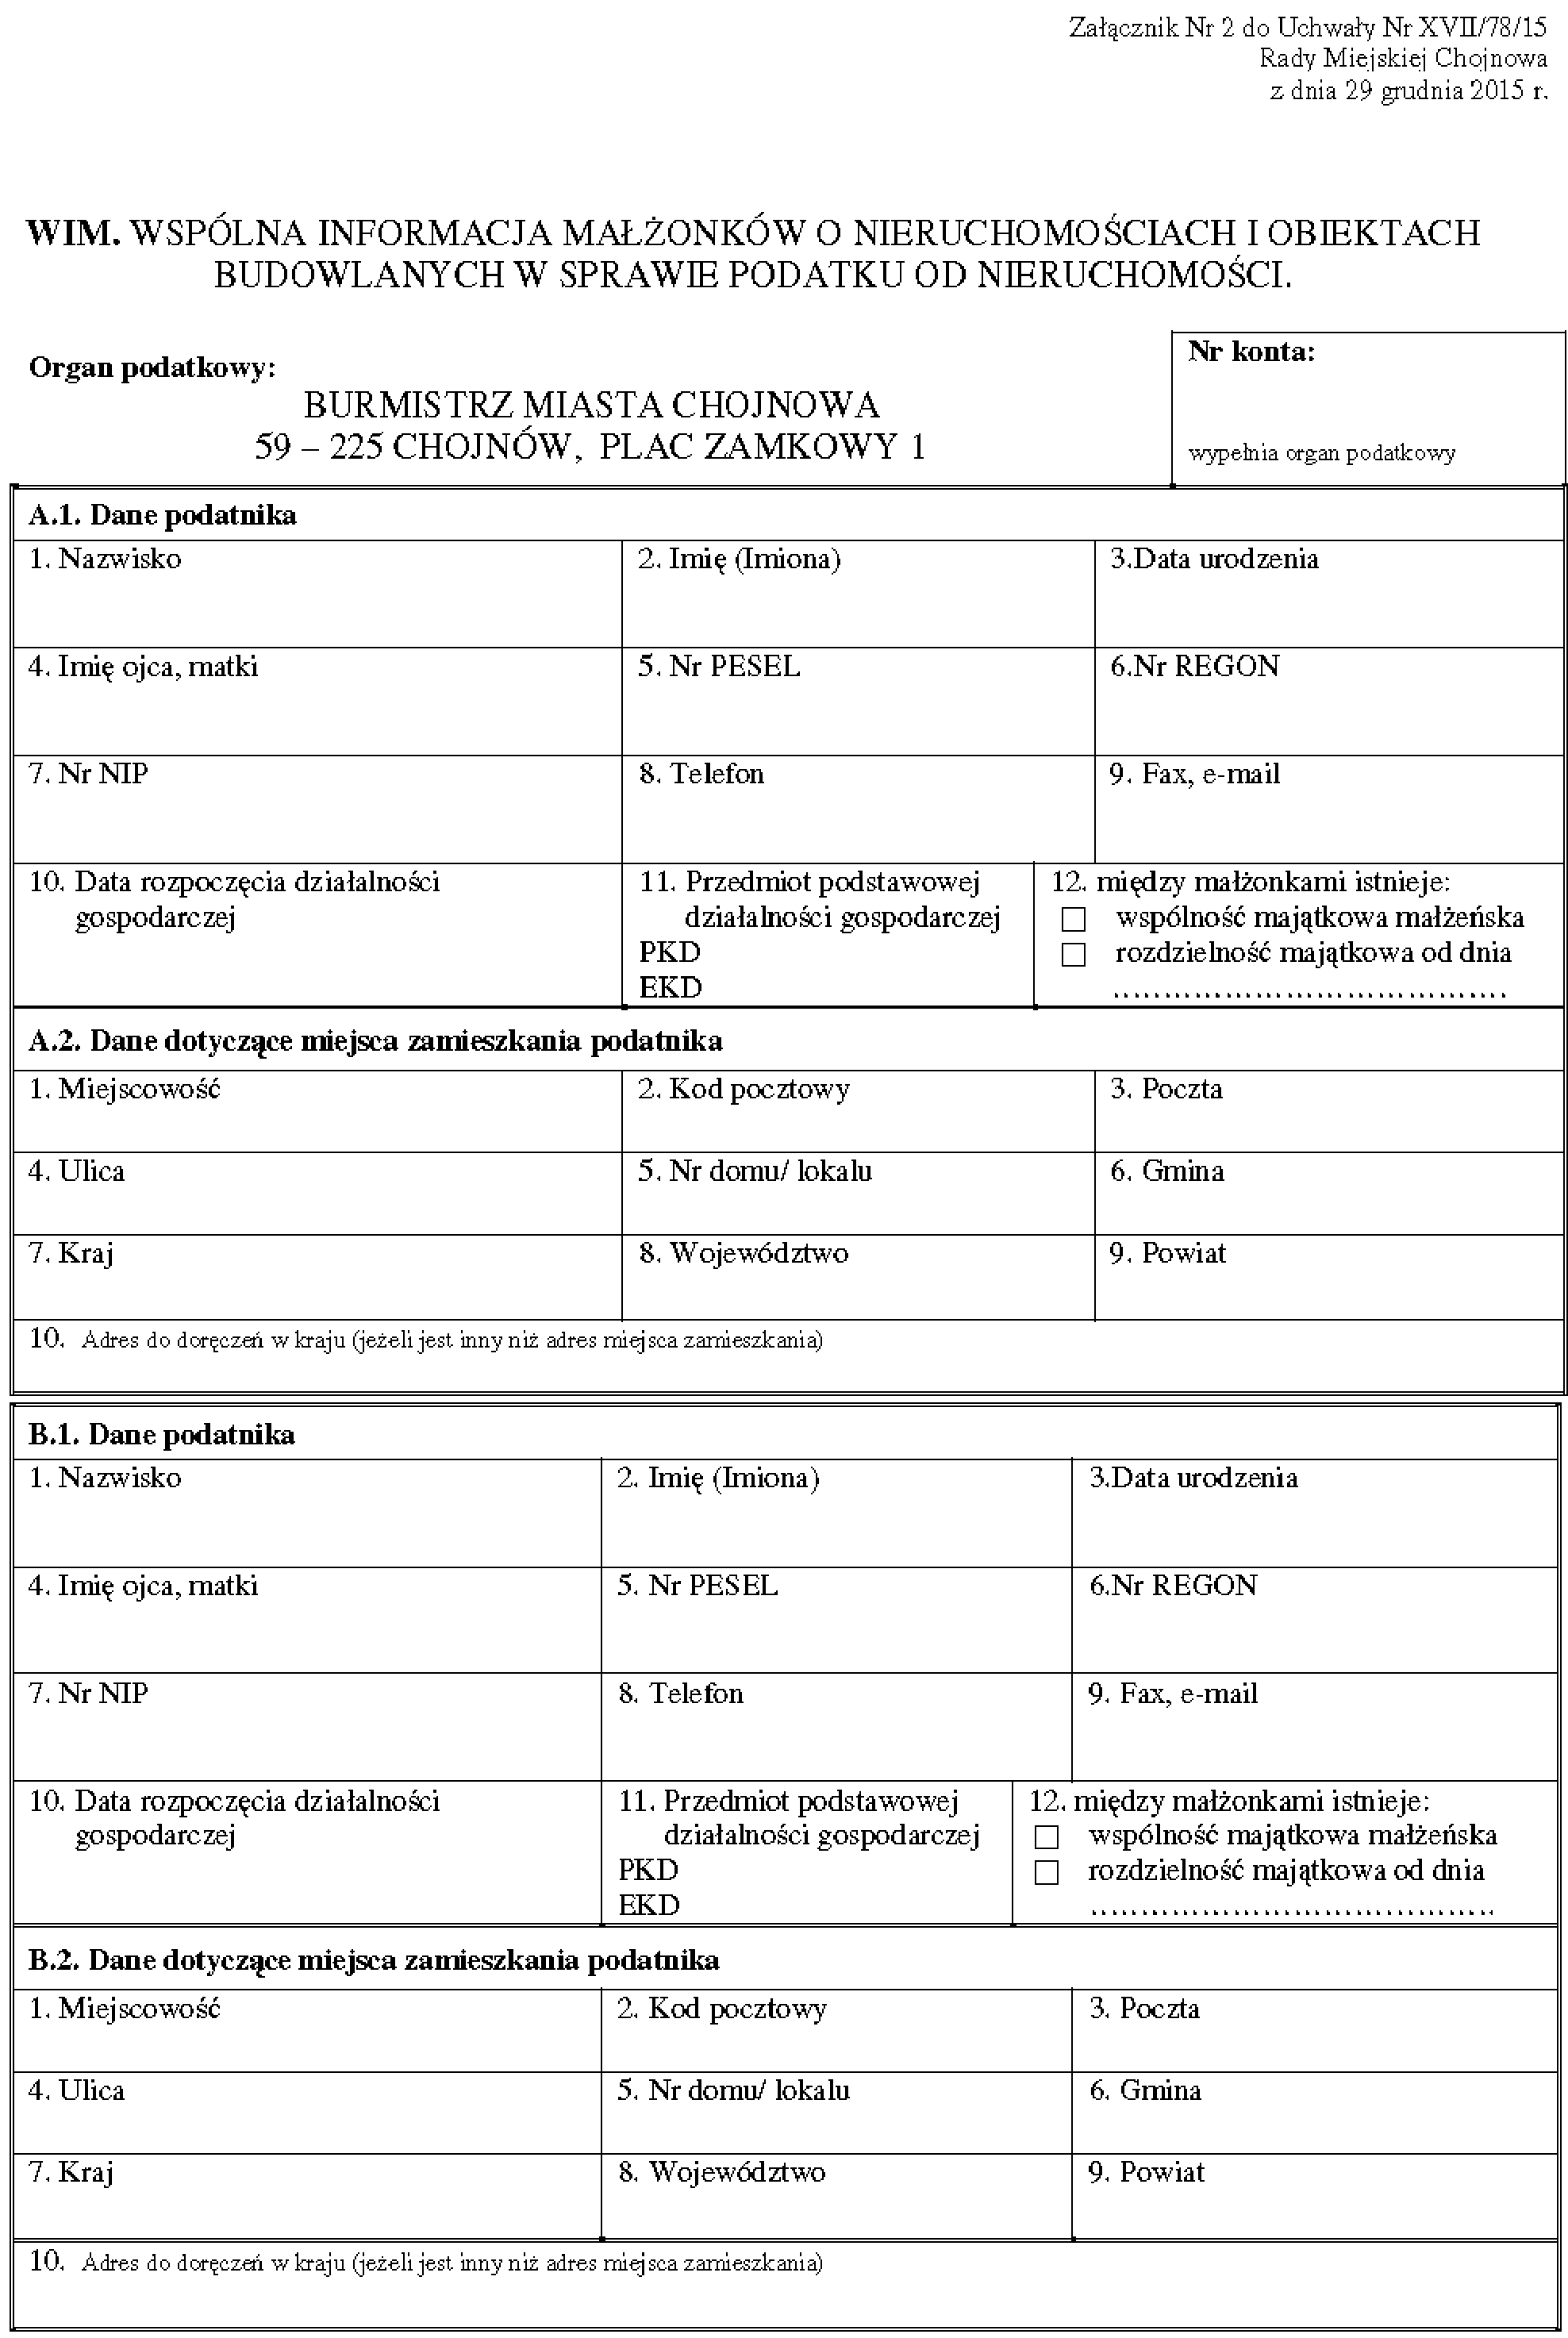 Załącznik Nr 2 do Uchwały Nr XVII/78/15
Rady Miejskiej Chojnowa
z dnia 29 grudnia 2015 r.
WIM. WSPÓLNA INFORMACJA MAŁŻONKÓW O NIERUCHOMOŚCIACH I OBIEKTACH
BUDOWLANYCH W SPRAWIE PODATKU OD NIERUCHOMOŚCI.
Organ podatkowy:
BURMISTRZ MIASTA CHOJNOWA
59 – 225 CHOJNÓW, PLAC ZAMKOWY 1
Nr konta:
wypełnia organ podatkowy
A.1. Dane podatnika
1. Nazwisko
2. Imię (Imiona)
3.Data urodzenia
4. Imię ojca, matki
5. Nr PESEL
6.Nr REGON
7. Nr NIP
8. Telefon
9. Fax, e-mail
10. Data rozpoczęcia działalności
gospodarczej
11. Przedmiot podstawowej
działalności gospodarczej
PKD
EKD
12. między małżonkami istnieje:
☐ wspólność majątkowa małżeńska
☐ rozdzielność majątkowa od dnia
.......................................
A.2. Dane dotyczące miejsca zamieszkania podatnika
1. Miejscowość
2. Kod pocztowy
3. Poczta
4. Ulica
5. Nr domu/ lokalu
6. Gmina
7. Kraj
8. Województwo
9. Powiat
10. Adres do doręczeń w kraju (jeżeli jest inny niż adres miejsca zamieszkania)
B.1. Dane podatnika
1. Nazwisko
2. Imię (Imiona)
3.Data urodzenia
4. Imię ojca, matki
5. Nr PESEL
6.Nr REGON
7. Nr NIP
8. Telefon
9. Fax, e-mail
10. Data rozpoczęcia działalności
gospodarczej
11. Przedmiot podstawowej
działalności gospodarczej
PKD
EKD
12. między małżonkami istnieje:
☐ wspólność majątkowa małżeńska
☐ rozdzielność majątkowa od dnia
........................................
B.2. Dane dotyczące miejsca zamieszkania podatnika
1. Miejscowość
2. Kod pocztowy
3. Poczta
4. Ulica
5. Nr domu/ lokalu
6. Gmina
7. Kraj
8. Województwo
9. Powiat
10. Adres do doręczeń w kraju (jeżeli jest inny niż adres miejsca zamieszkania)